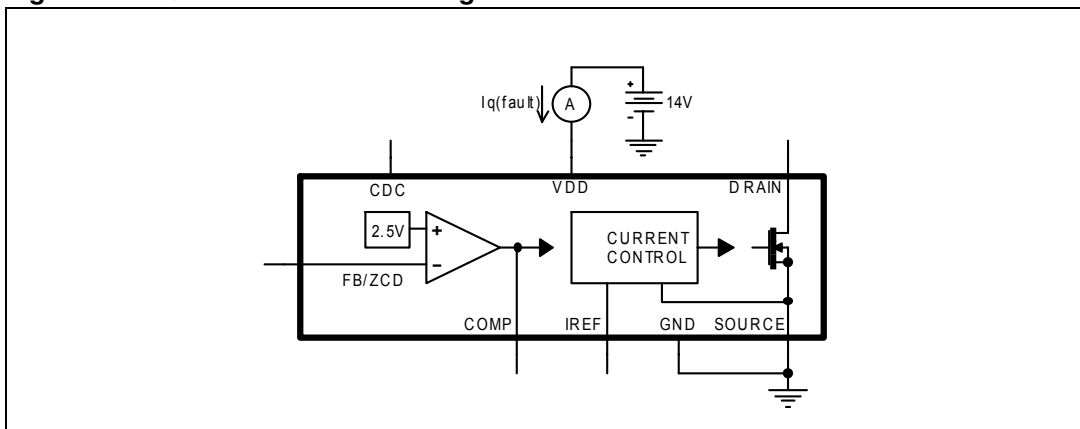 Iq(fault)
A
+
-
14V
CDC
VDD
DRAIN
2.5V
+
-
CURRENT
CONTROL
FB/ZCD
COMP
IREF
GND
SOURCE